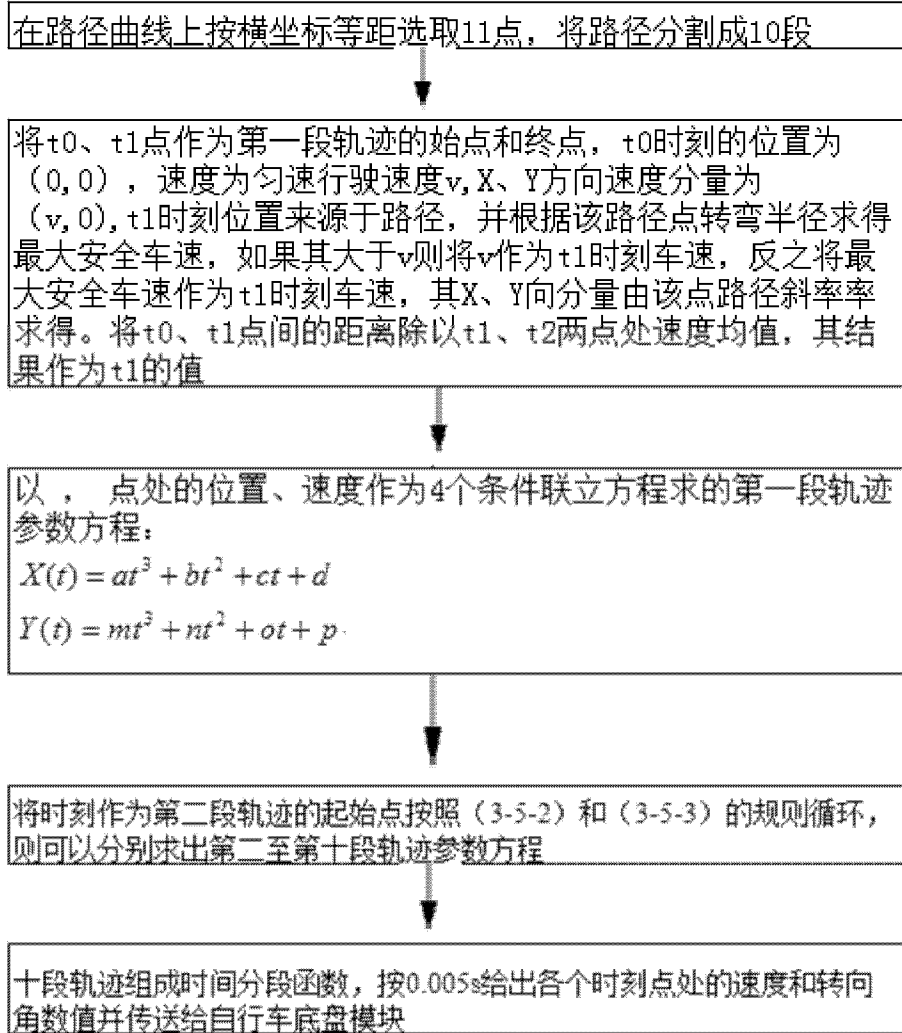 在路径曲线上按横坐标等距选取11点，将路径分割成10段
将t0、t1点作为第一段轨迹的始点和终点，t0时刻的位置为
（0,0），速度为匀速行驶速度v,X、Y方向速度分量为
（v,0）,t1时刻位置来源于路径，并根据该路径点转弯半径求得
最大安全车速，如果其大于v则将v作为t1时刻车速，反之将最
大安全车速作为t1时刻车速，其X、Y向分量由该点路径斜率率
求得。将t0、t1点间的距离除以t1、t2两点处速度均值，其结
果作为t1的值
以 ， 点处的位置、速度作为4个条件联立方程求的第一段轨迹
参数方程：
X(t) = at³ + bt² + ct + d
Y(t) = mt³ + nt² + ot + p
将时刻作为第二段轨迹的起始点按照（3-5-2）和（3-5-3）的规则循环，
则可以分别求出第二至第十段轨迹参数方程
十段轨迹组成时间分段函数，按0.005s给出各个时刻点处的速度和转向
角数值并传送给自行车底盘模块